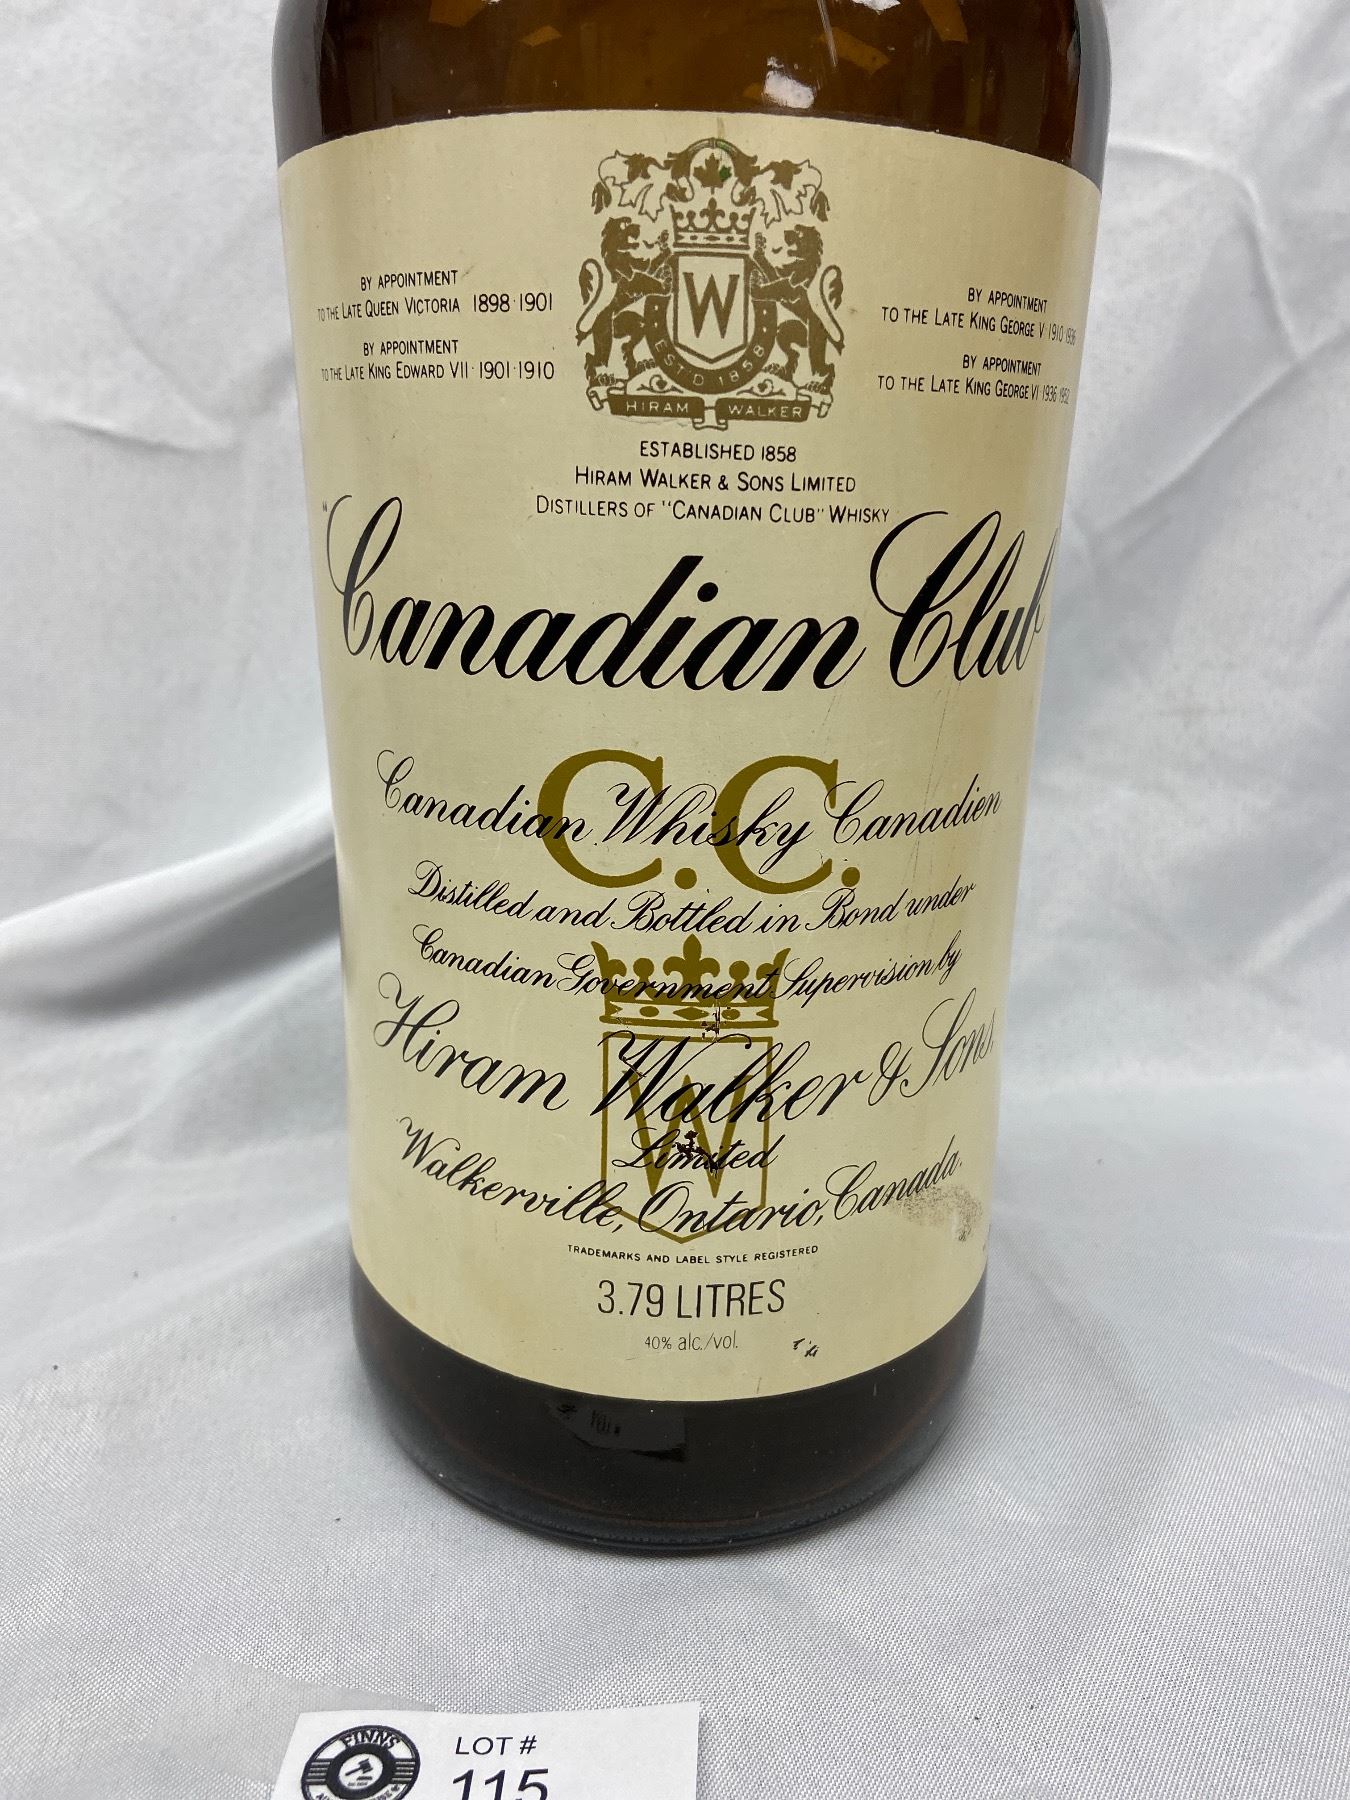 BY APPOINTMENT
TO THE LATE QUEEN VICTORIA 1898·1901
BY APPOINTMENT
TO THE LATE KING EDWARD VII·1901·1910
BY APPOINTMENT
TO THE LATE KING GEORGE V 1910 1936
BY APPOINTMENT
TO THE LATE KING GEORGE VI 1936 1952
W
ESTD 1858
HIRAM WALKER
ESTABLISHED 1858
HIRAM WALKER & SONS LIMITED
DISTILLERS OF "CANADIAN CLUB" WHISKY
"Canadian Club
C.C.
Canadian Whisky Canadien
Distilled and Bottled in Bond under
Canadian Government Supervision by
Hiram Walker & Sons,
W
Limited
Walkerville, Ontario, Canada.
TRADEMARKS AND LABEL STYLE REGISTERED
3.79 LITRES
40% alc./vol.
FINNS
LOT #
115